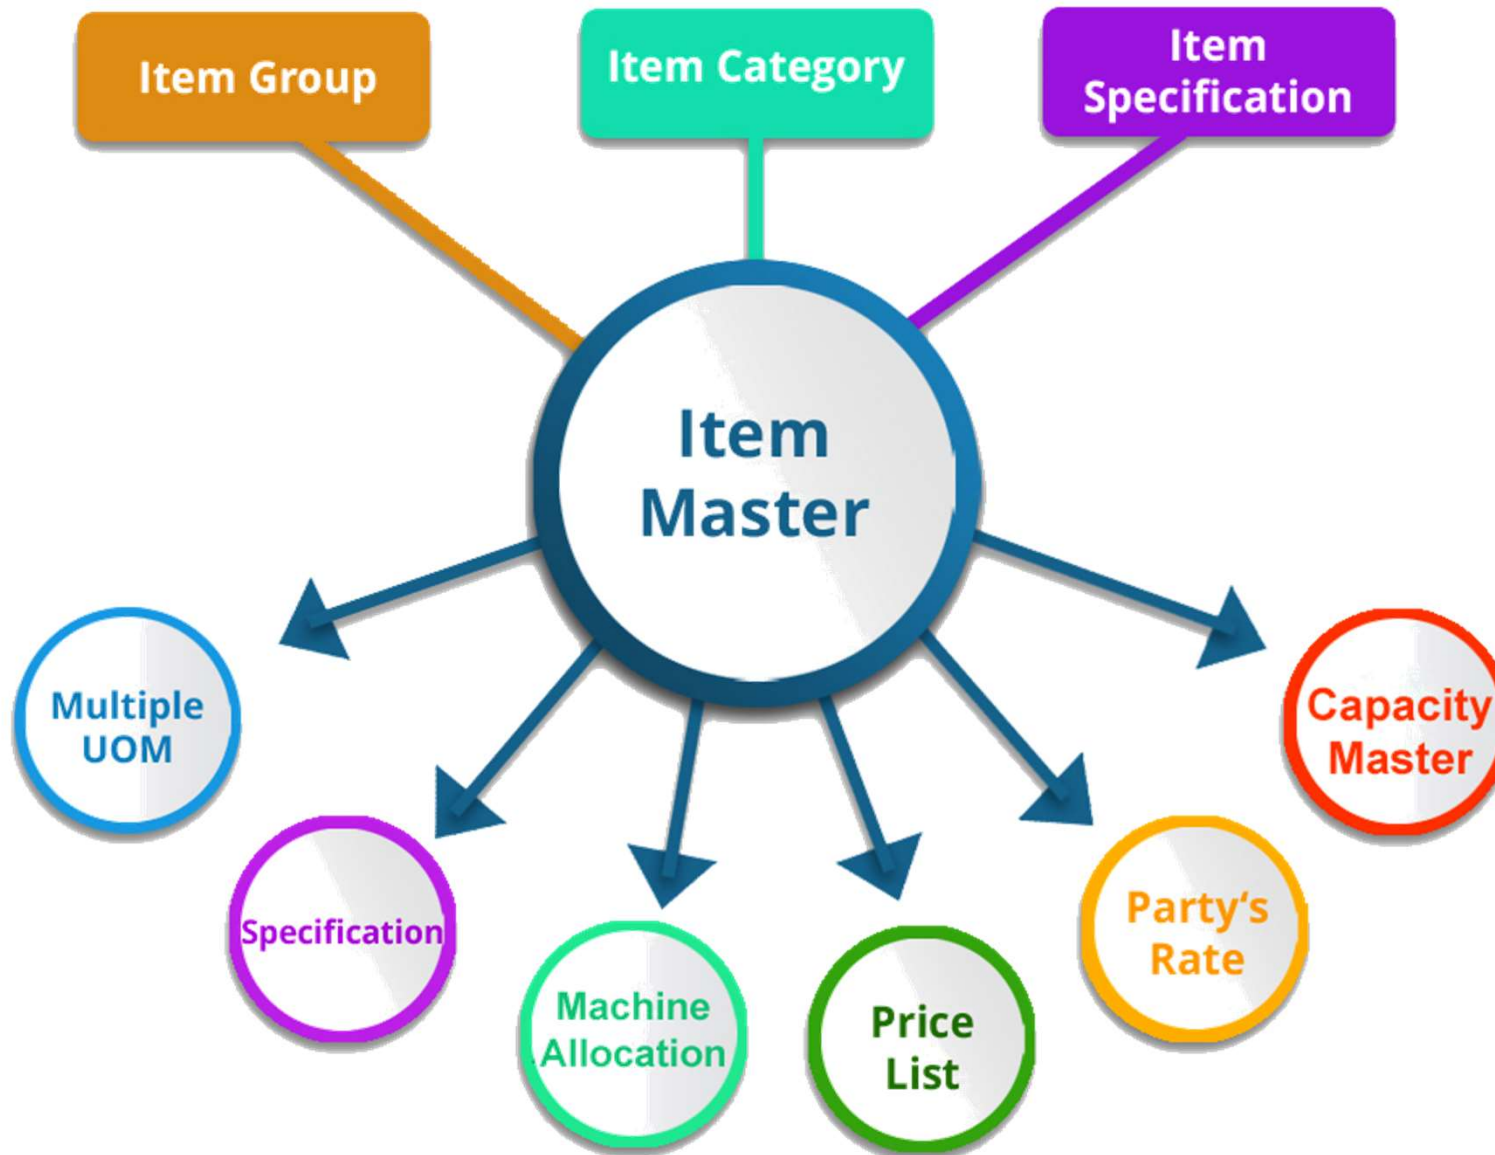 Item Group
Item Category
Item
Specification
Item
Master
Multiple
UOM
Specification
Machine
Allocation
Price
List
Party‘s
Rate
Capacity
Master